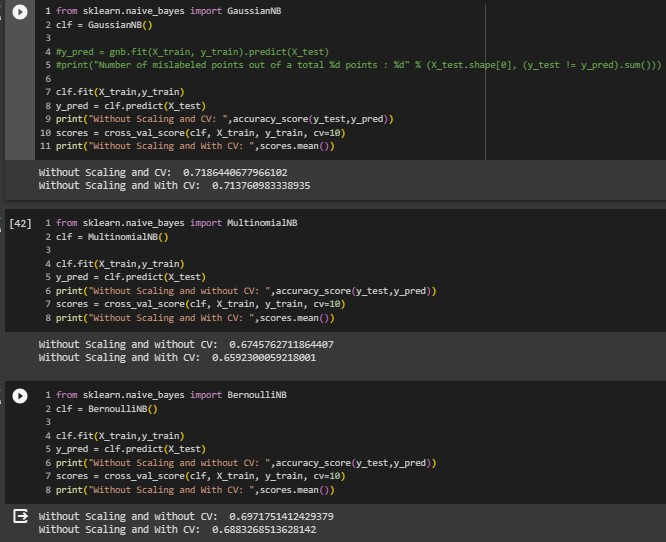 1 from sklearn.naive_bayes import GaussianNB
2 clf = GaussianNB()
3
4 #y_pred = gnb.fit(X_train, y_train).predict(X_test)
5 #print("Number of mislabeled points out of a total %d points : %d" % (X_test.shape[0], (y_test != y_pred).sum()))
6
7 clf.fit(X_train,y_train)
8 y_pred = clf.predict(X_test)
9 print("Without Scaling and CV: ",accuracy_score(y_test,y_pred))
10 scores = cross_val_score(clf, X_train, y_train, cv=10)
11 print("Without Scaling and With CV: ",scores.mean())
Without Scaling and CV:  0.7186440677966102
Without Scaling and With CV:  0.713760983338935
[42] 1 from sklearn.naive_bayes import MultinomialNB
2 clf = MultinomialNB()
3
4 clf.fit(X_train,y_train)
5 y_pred = clf.predict(X_test)
6 print("Without Scaling and without CV: ",accuracy_score(y_test,y_pred))
7 scores = cross_val_score(clf, X_train, y_train, cv=10)
8 print("Without Scaling and With CV: ",scores.mean())
Without Scaling and without CV:  0.6745762711864407
Without Scaling and With CV:  0.6592300059218001
1 from sklearn.naive_bayes import BernoulliNB
2 clf = BernoulliNB()
3
4 clf.fit(X_train,y_train)
5 y_pred = clf.predict(X_test)
6 print("Without Scaling and without CV: ",accuracy_score(y_test,y_pred))
7 scores = cross_val_score(clf, X_train, y_train, cv=10)
8 print("Without Scaling and With CV: ",scores.mean())
Without Scaling and without CV:  0.6971751412429379
Without Scaling and With CV:  0.6883268513628142